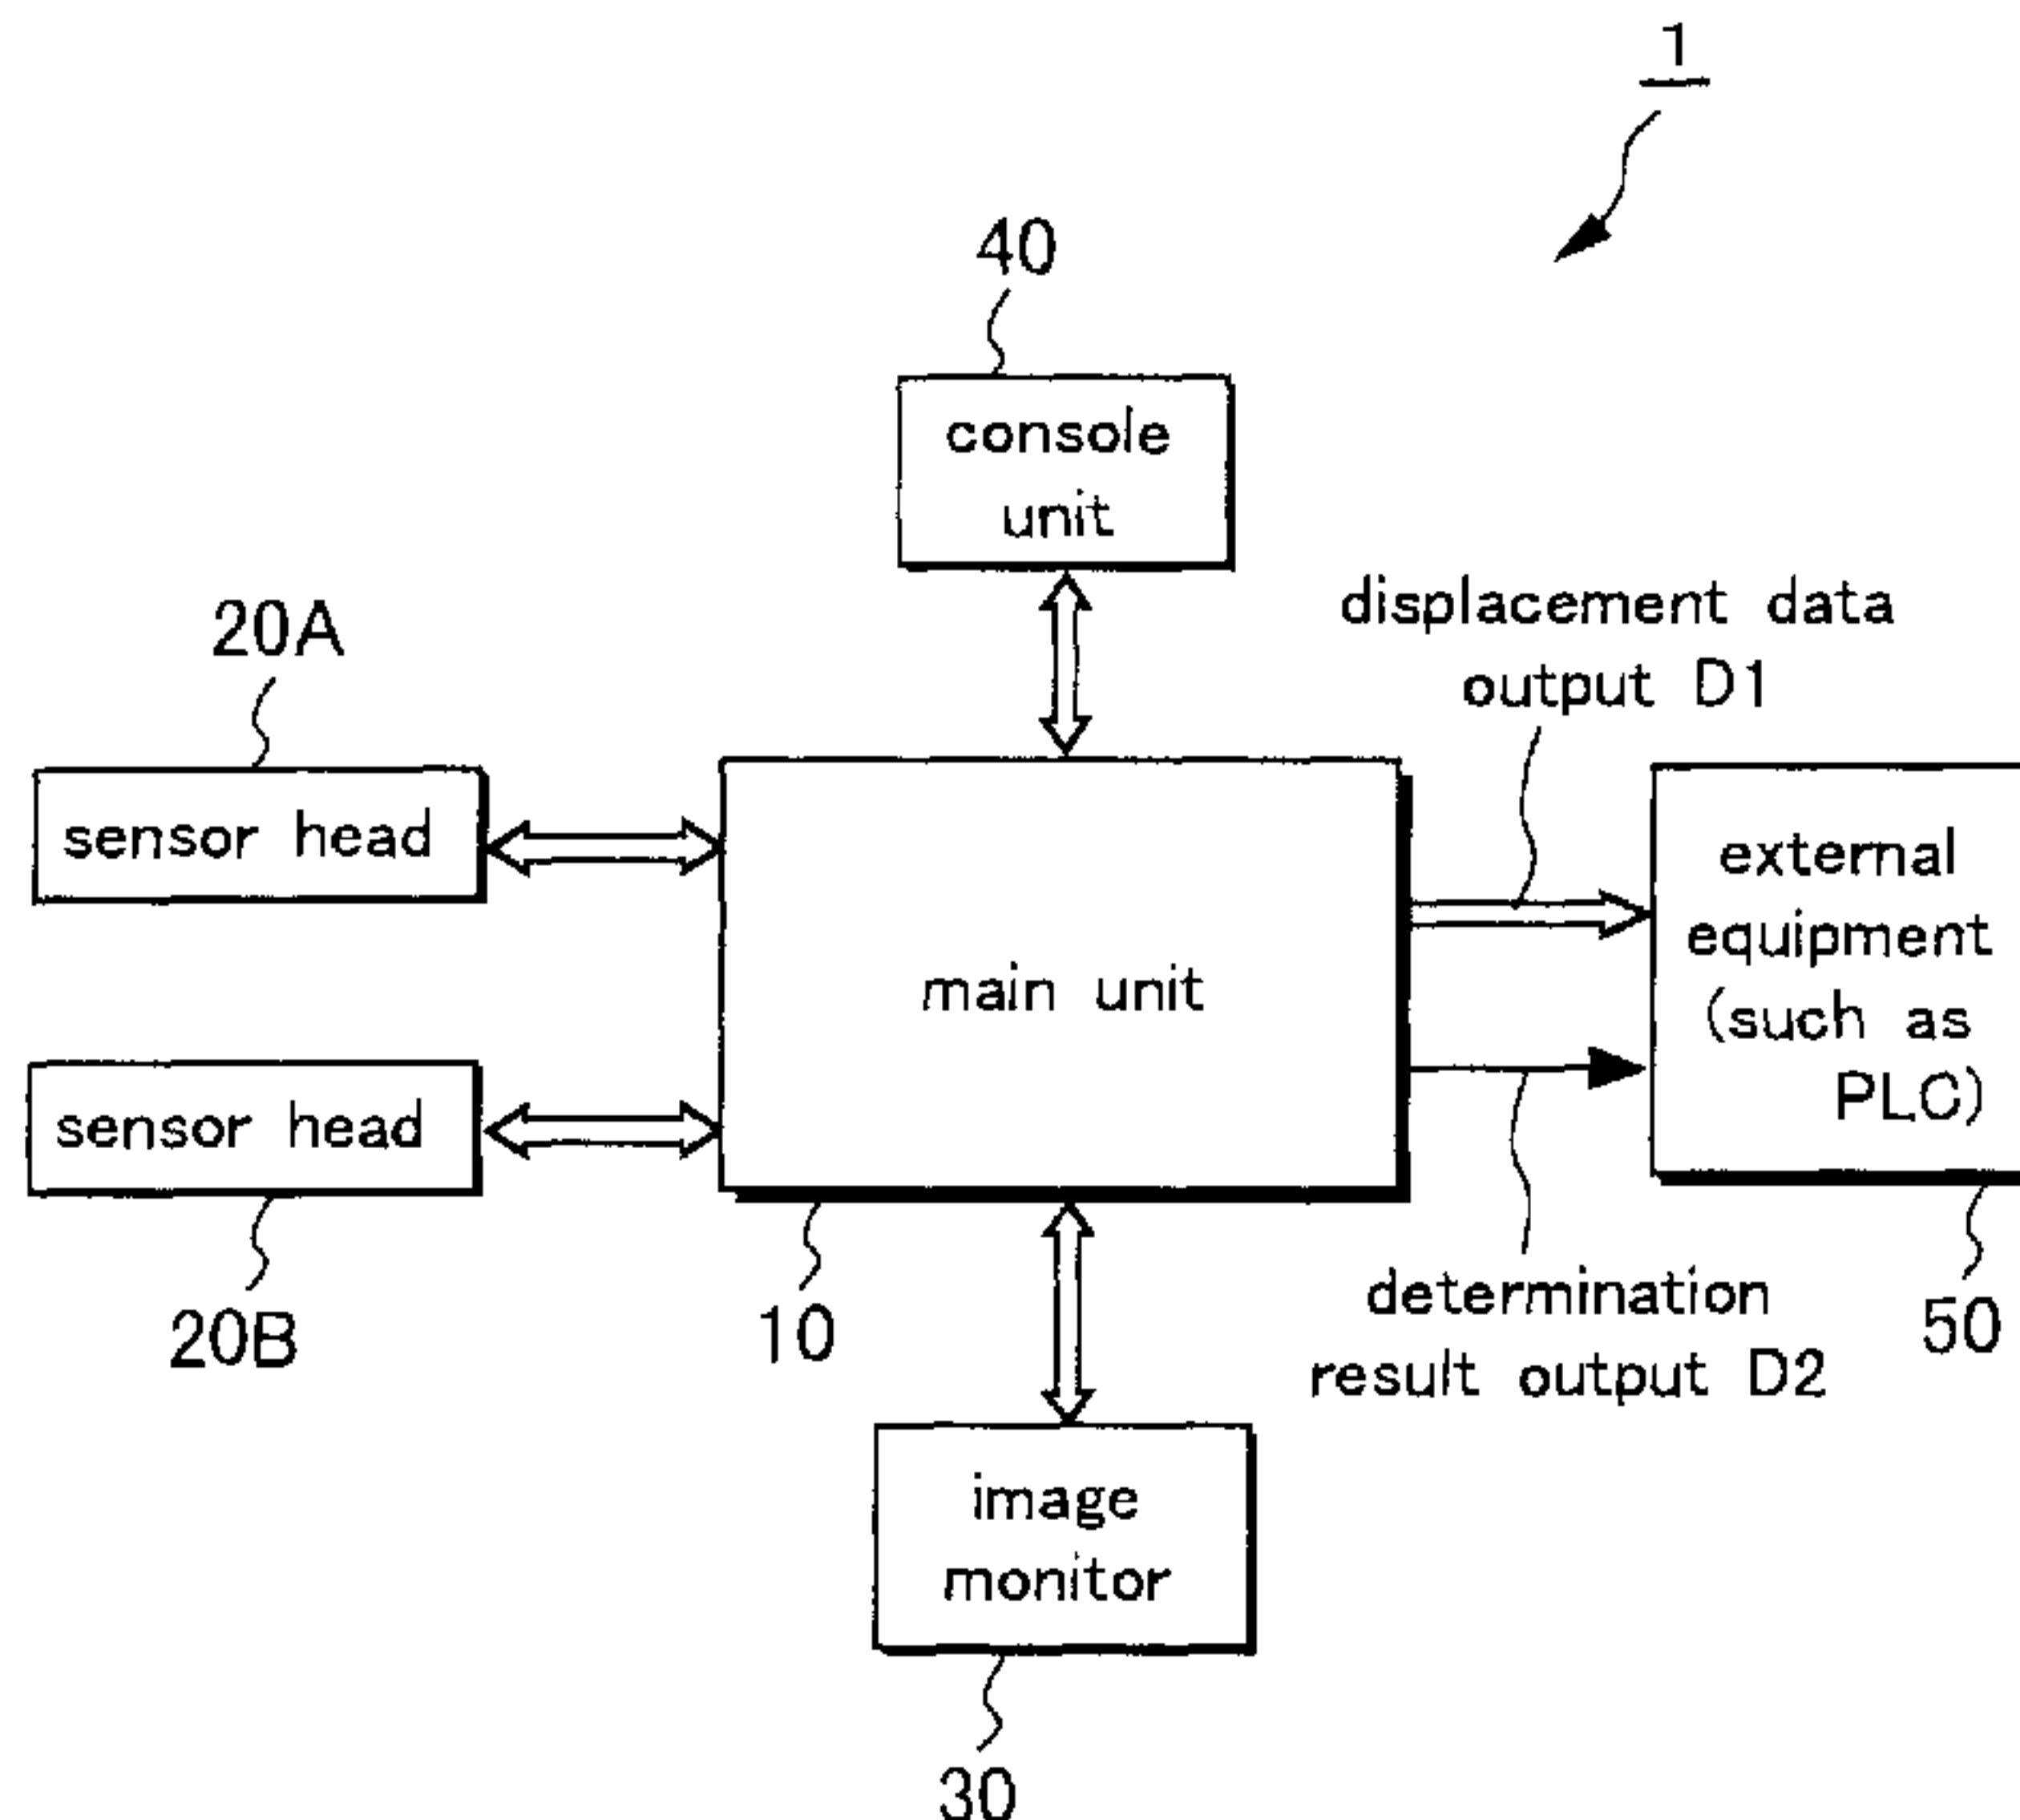 1
40
console
unit
displacement data
output D1
20A
sensor head
main unit
external
equipment
(such as
PLC)
sensor head
20B
10
determination
result output D2
50
image
monitor
30